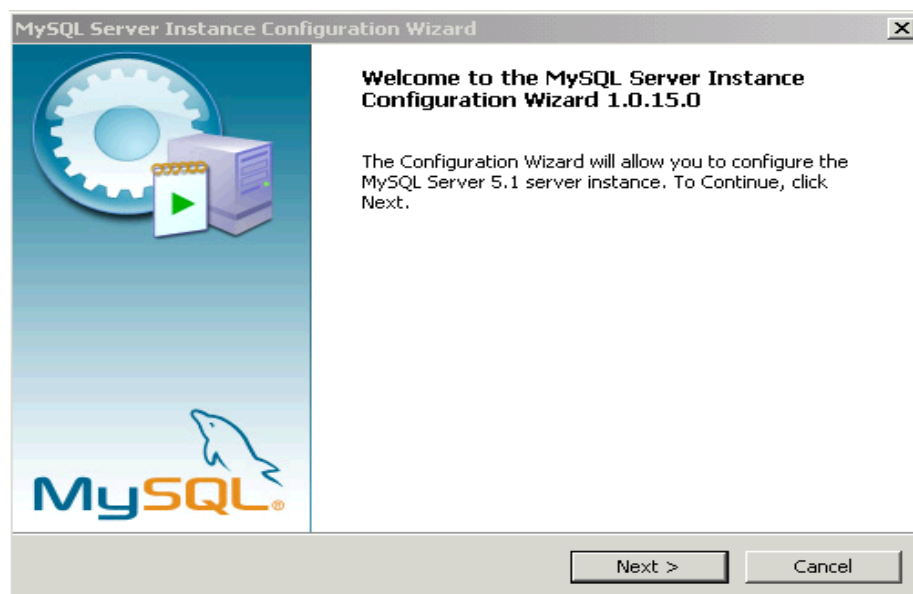 MySQL Server Instance Configuration Wizard
Welcome to the MySQL Server Instance
Configuration Wizard 1.0.15.0
The Configuration Wizard will allow you to configure the
MySQL Server 5.1 server instance. To Continue, click
Next.
MySQL®
Next >
Cancel